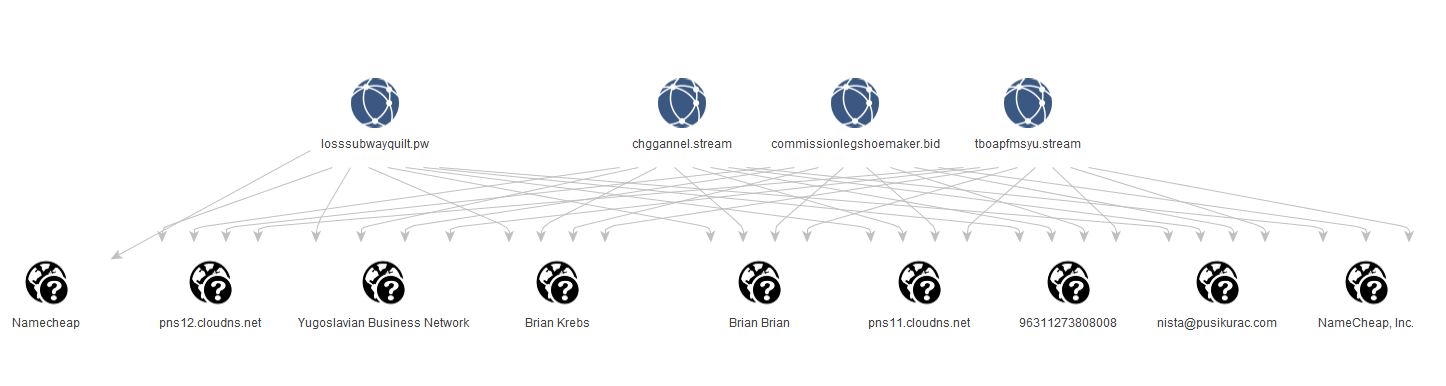 losssubwayquilt.pw
chggannel.stream
commissionlegshoemaker.bid
tboapfmsyu.stream
Namecheap
pns12.cloudns.net
Yugoslavian Business Network
Brian Krebs
Brian Brian
pns11.cloudns.net
96311273808008
nista@pusikurac.com
NameCheap, Inc.